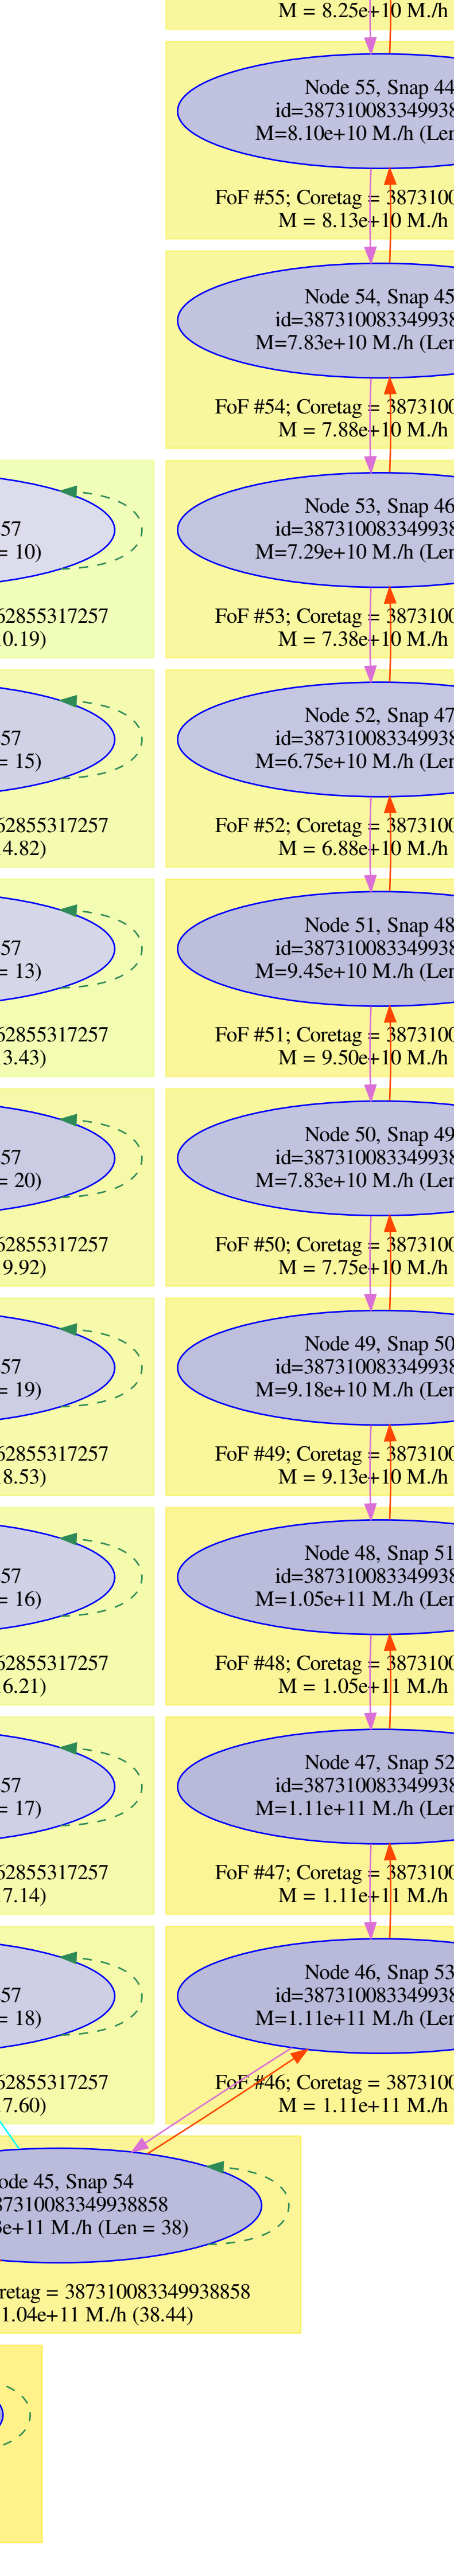 M = 8.25e+10 M./h
Node 55, Snap 44
id=387310083349938
M=8.10e+10 M./h (Len
FoF #55; Coretag = 387310
M = 8.13e+10 M./h
Node 54, Snap 45
id=387310083349938
M=7.83e+10 M./h (Len
FoF #54; Coretag = 387310
M = 7.88e+10 M./h
57
= 10)
62855317257
0.19)
Node 53, Snap 46
id=387310083349938
M=7.29e+10 M./h (Len
FoF #53; Coretag = 387310
M = 7.38e+10 M./h
57
= 15)
62855317257
4.82)
Node 52, Snap 47
id=387310083349938
M=6.75e+10 M./h (Len
FoF #52; Coretag = 387310
M = 6.88e+10 M./h
57
= 13)
62855317257
3.43)
Node 51, Snap 48
id=387310083349938
M=9.45e+10 M./h (Len
FoF #51; Coretag = 387310
M = 9.50e+10 M./h
57
= 20)
62855317257
9.92)
Node 50, Snap 49
id=387310083349938
M=7.83e+10 M./h (Len
FoF #50; Coretag = 387310
M = 7.75e+10 M./h
57
= 19)
62855317257
8.53)
Node 49, Snap 50
id=387310083349938
M=9.18e+10 M./h (Len
FoF #49; Coretag = 387310
M = 9.13e+10 M./h
57
= 16)
62855317257
6.21)
Node 48, Snap 51
id=387310083349938
M=1.05e+11 M./h (Len
FoF #48; Coretag = 387310
M = 1.05e+11 M./h
57
= 17)
62855317257
7.14)
Node 47, Snap 52
id=387310083349938
M=1.11e+11 M./h (Len
FoF #47; Coretag = 387310
M = 1.11e+11 M./h
57
= 18)
62855317257
7.60)
Node 46, Snap 53
id=387310083349938
M=1.11e+11 M./h (Len
FoF #46; Coretag = 387310
M = 1.11e+11 M./h
ode 45, Snap 54
87310083349938858
e+11 M./h (Len = 38)
retag = 387310083349938858
1.04e+11 M./h (38.44)